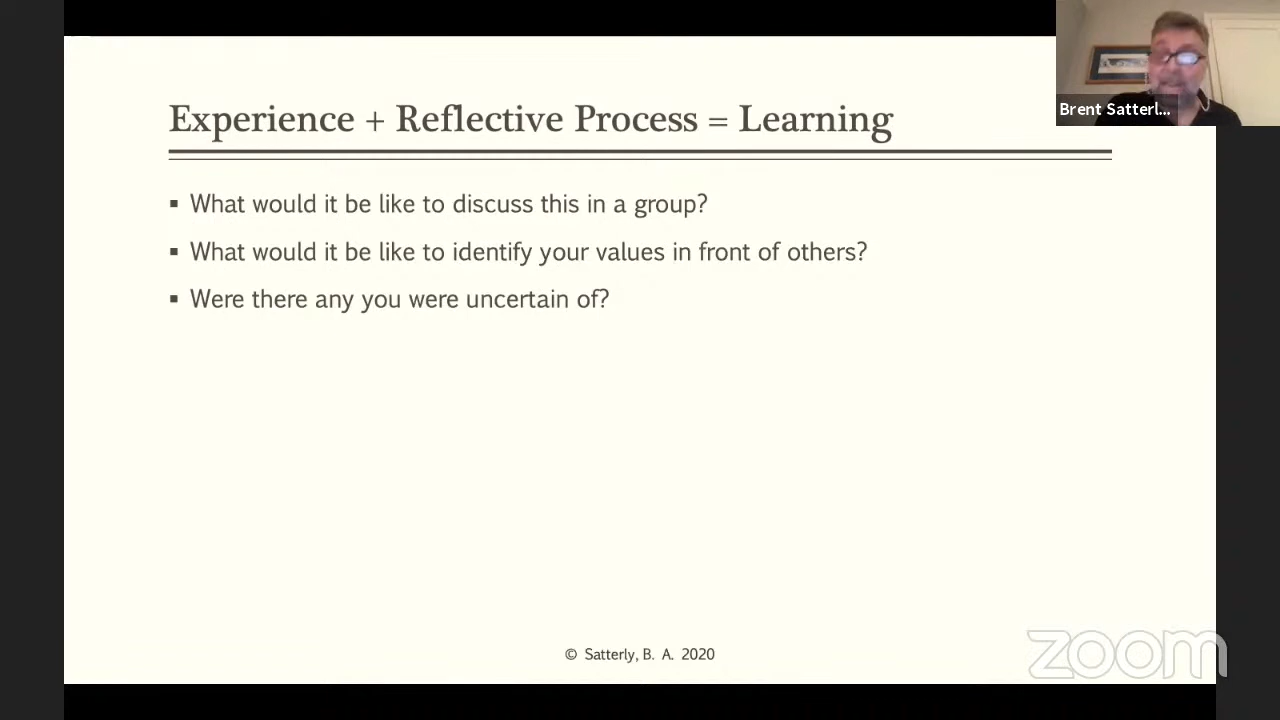 Experience + Reflective Process = Learning
Brent Satterl...
▪ What would it be like to discuss this in a group?
▪ What would it be like to identify your values in front of others?
▪ Were there any you were uncertain of?
© Satterly, B. A. 2020
zoom